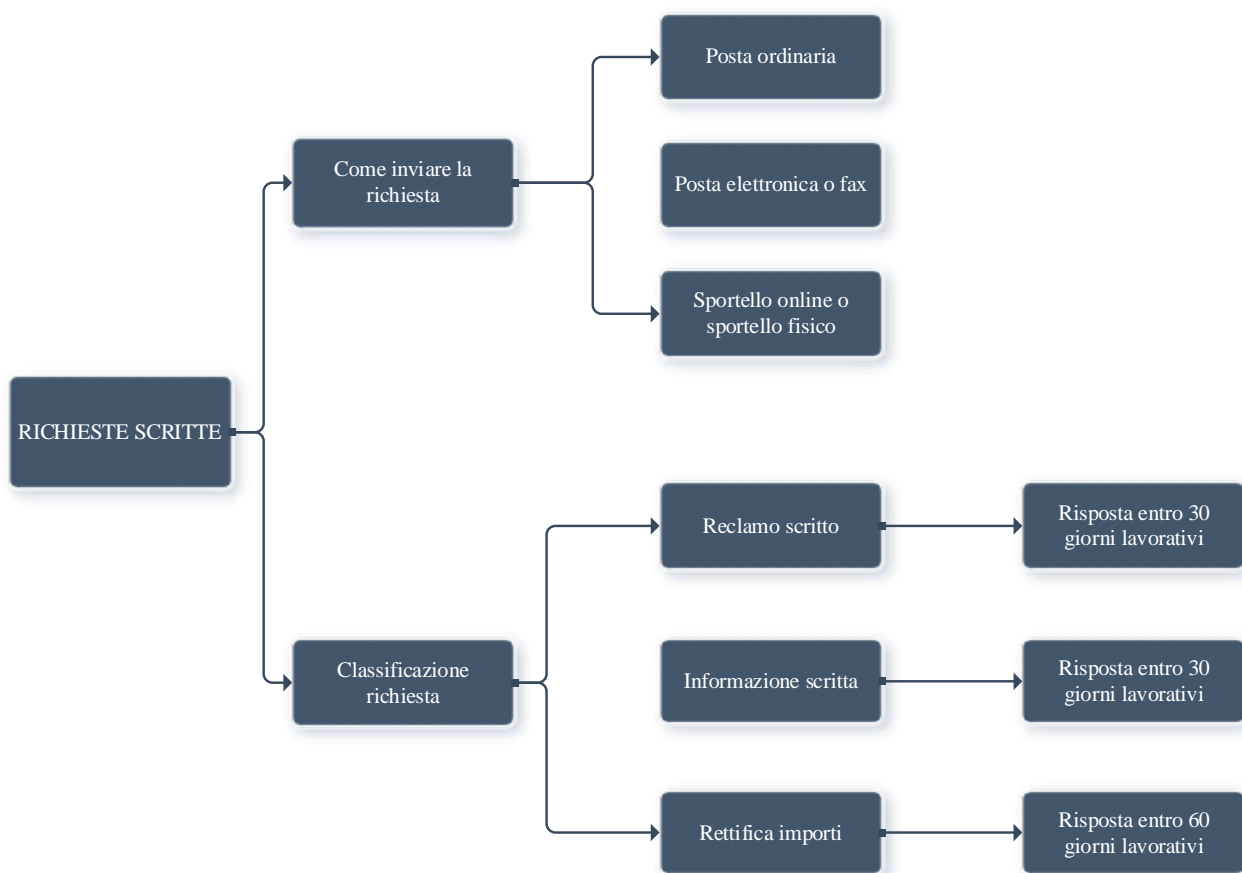 Posta ordinaria
Come inviare la
richiesta
Posta elettronica o fax
Sportello online o
sportello fisico
RICHIESTE SCRITTE
Reclamo scritto
Risposta entro 30
giorni lavorativi
Classificazione
richiesta
Informazione scritta
Risposta entro 30
giorni lavorativi
Rettifica importi
Risposta entro 60
giorni lavorativi